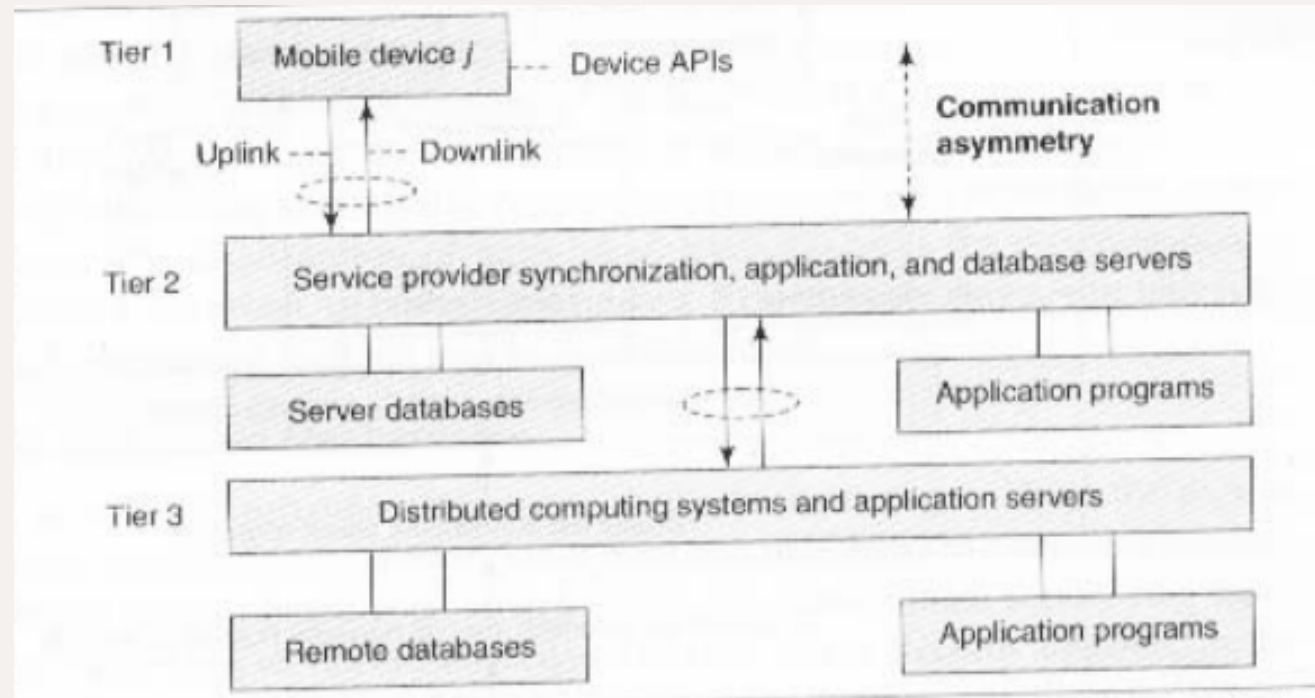 Tier 1
Mobile device j
Device APIs
Communication
asymmetry
Uplink
Downlink
Tier 2
Service provider synchronization, application, and database servers
Server databases
Application programs
Tier 3
Distributed computing systems and application servers
Remote databases
Application programs